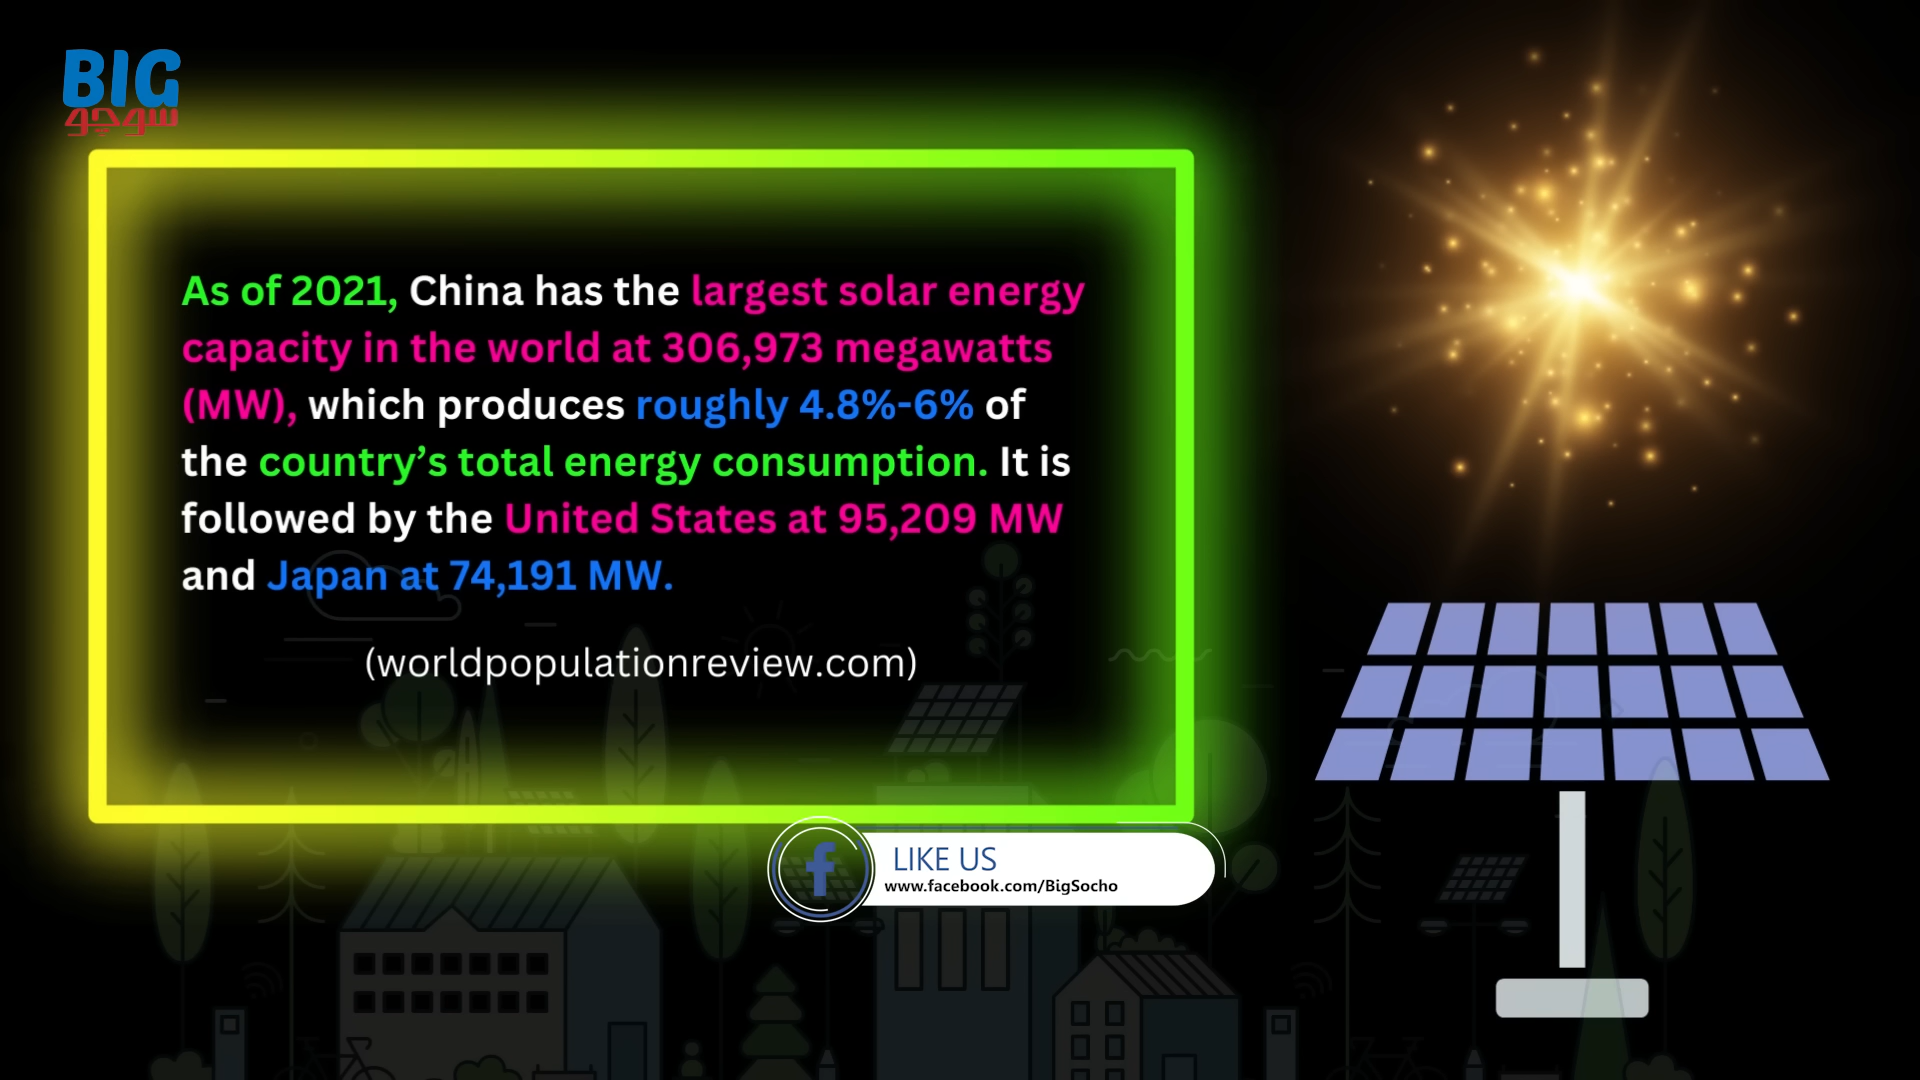 BIG
سوچو
As of 2021, China has the largest solar energy
capacity in the world at 306,973 megawatts
(MW), which produces roughly 4.8%-6% of
the country’s total energy consumption. It is
followed by the United States at 95,209 MW
and Japan at 74,191 MW.
(worldpopulationreview.com)
LIKE US
www.facebook.com/BigSocho